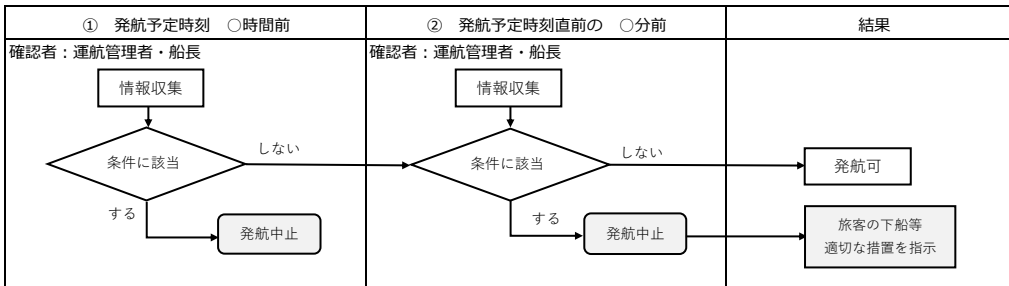 ① 発航予定時刻 ○時間前
② 発航予定時刻直前の ○分前
結果
確認者：運航管理者・船長
情報収集
条件に該当
しない
する
発航中止
確認者：運航管理者・船長
情報収集
条件に該当
しない
する
発航中止
発航可
旅客の下船等
適切な措置を指示